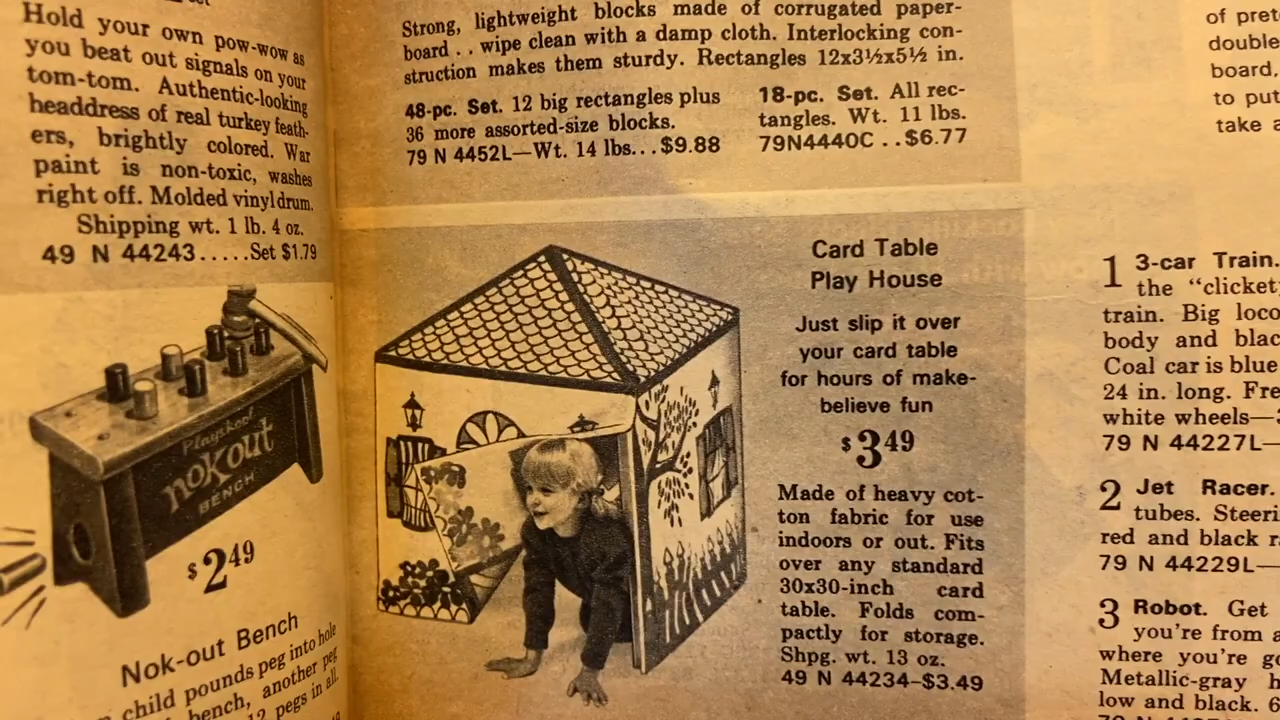 Hold your own pow-wow as
you beat out signals on your
tom-tom. Authentic-looking
headdress of real turkey feath-
ers, brightly colored. War
paint is non-toxic, washes
right off. Molded vinyl drum.
Shipping wt. 1 lb. 4 oz.
49 N 44243.....Set $1.79
Playskool
nokout
BENCH
$2 49
Nok-out Bench
child pounds peg into hole
bench, another peg
12 pegs in all.
Strong, lightweight blocks made of corrugated paper-
board . . wipe clean with a damp cloth. Interlocking con-
struction makes them sturdy. Rectangles 12x3½x5½ in.
48-pc. Set. 12 big rectangles plus
36 more assorted-size blocks.
79 N 4452L—Wt. 14 lbs...$9.88
18-pc. Set. All rec-
tangles. Wt. 11 lbs.
79N4440C ..$6.77
Card Table
Play House
Just slip it over
your card table
for hours of make-
believe fun
$3 49
Made of heavy cot-
ton fabric for use
indoors or out. Fits
over any standard
30x30-inch card
table. Folds com-
pactly for storage.
Shpg. wt. 13 oz.
49 N 44234–$3.49
of pret
double
board,
to put
take a
1 3-car Train.
the “clicket
train. Big loco
body and blac
Coal car is blue
24 in. long. Fre
white wheels—
79 N 44227L—
2 Jet Racer.
tubes. Steeri
red and black r
79 N 44229L—
3 Robot. Get
you're from a
where you're go
Metallic-gray h
low and black. 6